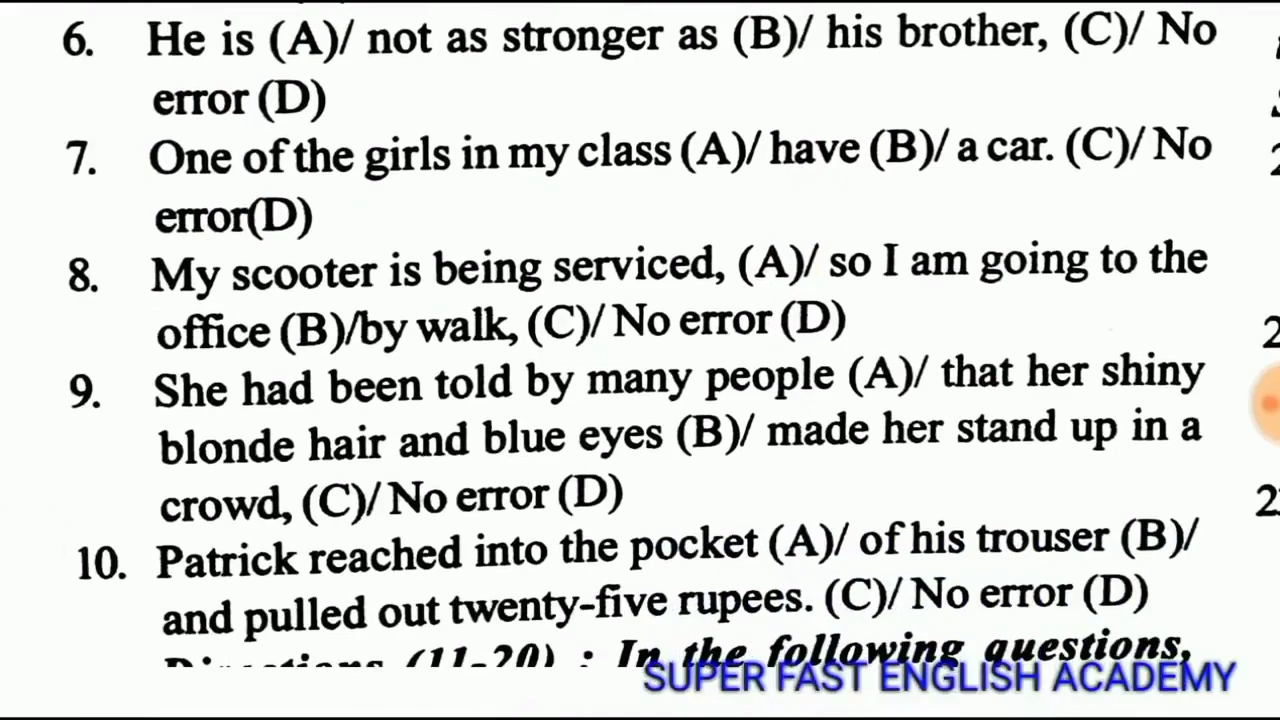 6. He is (A)/ not as stronger as (B)/ his brother, (C)/ No
error (D)
7. One of the girls in my class (A)/ have (B)/ a car. (C)/ No
error(D)
8. My scooter is being serviced, (A)/ so I am going to the
office (B)/by walk, (C)/ No error (D)
9. She had been told by many people (A)/ that her shiny
blonde hair and blue eyes (B)/ made her stand up in a
crowd, (C)/ No error (D)
10. Patrick reached into the pocket (A)/ of his trouser (B)/
and pulled out twenty-five rupees. (C)/ No error (D)
Directions (11-20) : In the following questions,
SUPER FAST ENGLISH ACADEMY